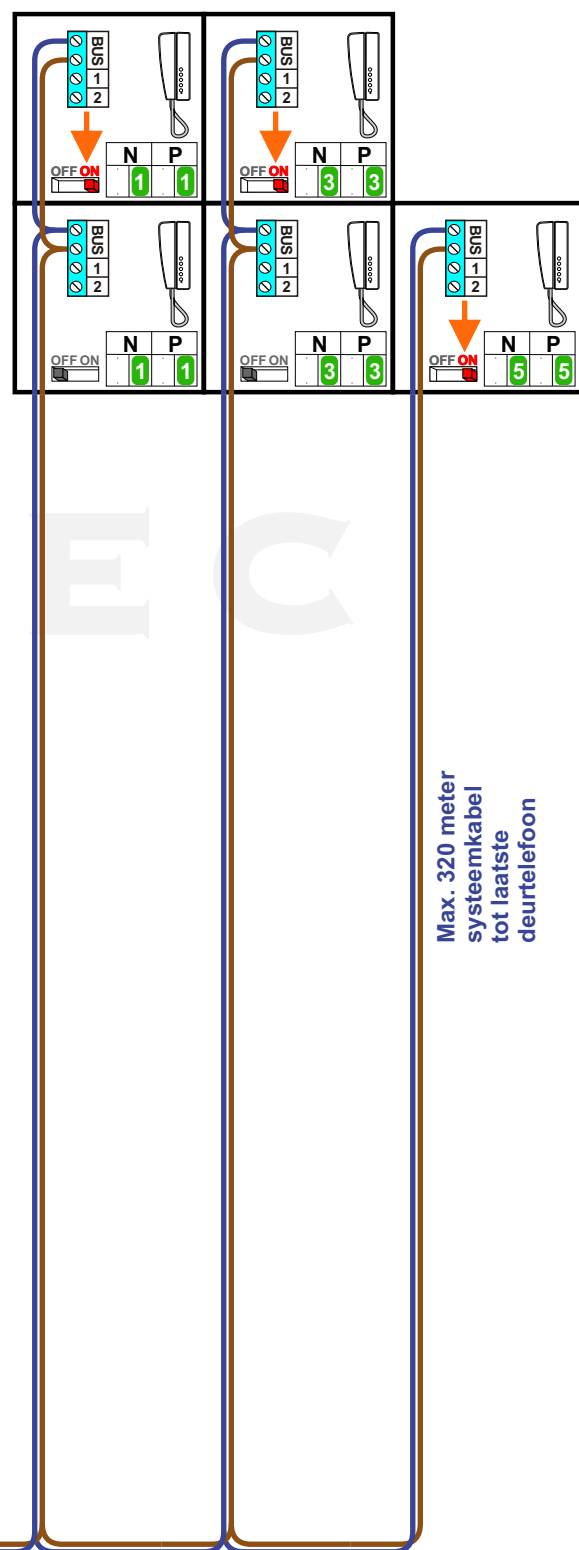 BUS
1
2
OFF ON
N P
1 1
BUS
1
2
OFF ON
N P
3 3
BUS
1
2
OFF ON
N P
1 1
BUS
1
2
OFF ON
N P
3 3
BUS
1
2
OFF ON
N P
5 5
E C
Max. 320 meter
systeemkabel
tot laatste
deurtelefoon